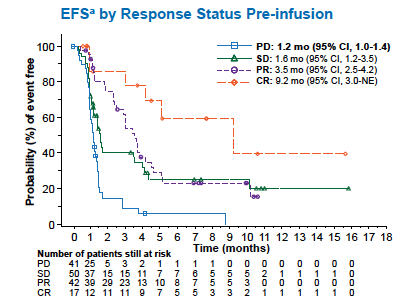 EFSª by Response Status Pre-infusion
PD: 1.2 mo (95% CI, 1.0-1.4)
SD: 1.6 mo (95% CI, 1.2-3.5)
PR: 3.5 mo (95% CI, 2.5-4.2)
CR: 9.2 mo (95% CI, 3.0-NE)
Probability (%) of event free
100
80
60
40
20
0
0 1 2 3 4 5 6 7 8 9 10 11 12 13 14 15 16 17 18
Time (months)
Number of patients still at risk
PD 41 25 5 3 2 1 1 1 1 0 0 0 0 0 0 0 0
SD 50 37 15 15 11 7 7 6 5 5 5 2 1 1 1 1 0
PR 42 39 29 23 13 10 8 7 5 5 3 0 0 0 0 0 0
CR 17 12 11 11 9 7 5 5 3 3 2 1 1 1 1 1 0